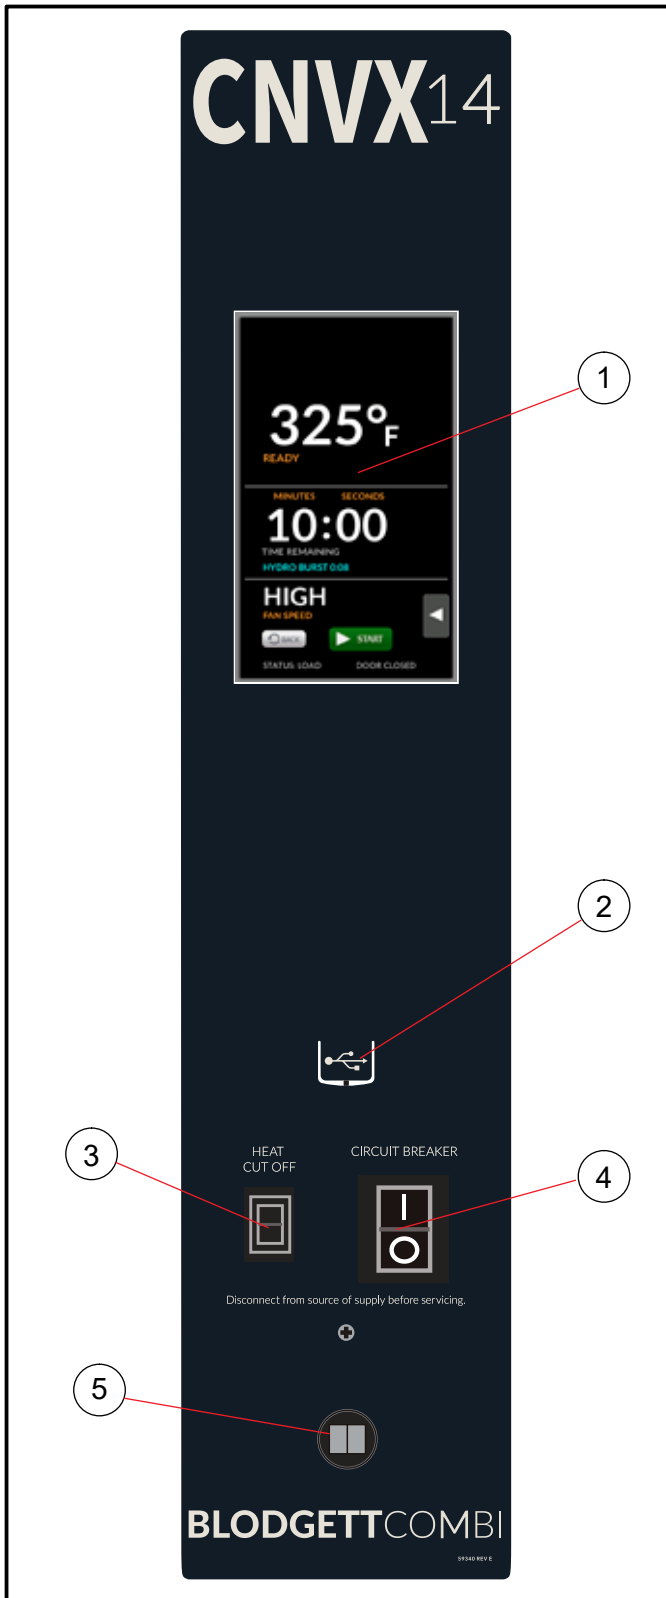 CNVX14
1
325°F
READY
MINUTES SECONDS
10:00
TIME REMAINING
HYDRO BURST 0:08
HIGH
FAN SPEED
BACK START
STATUS: LOAD DOOR CLOSED
2
3
HEAT
CUT OFF
CIRCUIT BREAKER
4
I
O
Disconnect from source of supply before servicing.
5
BLODGETTCOMBI
59340 REV E